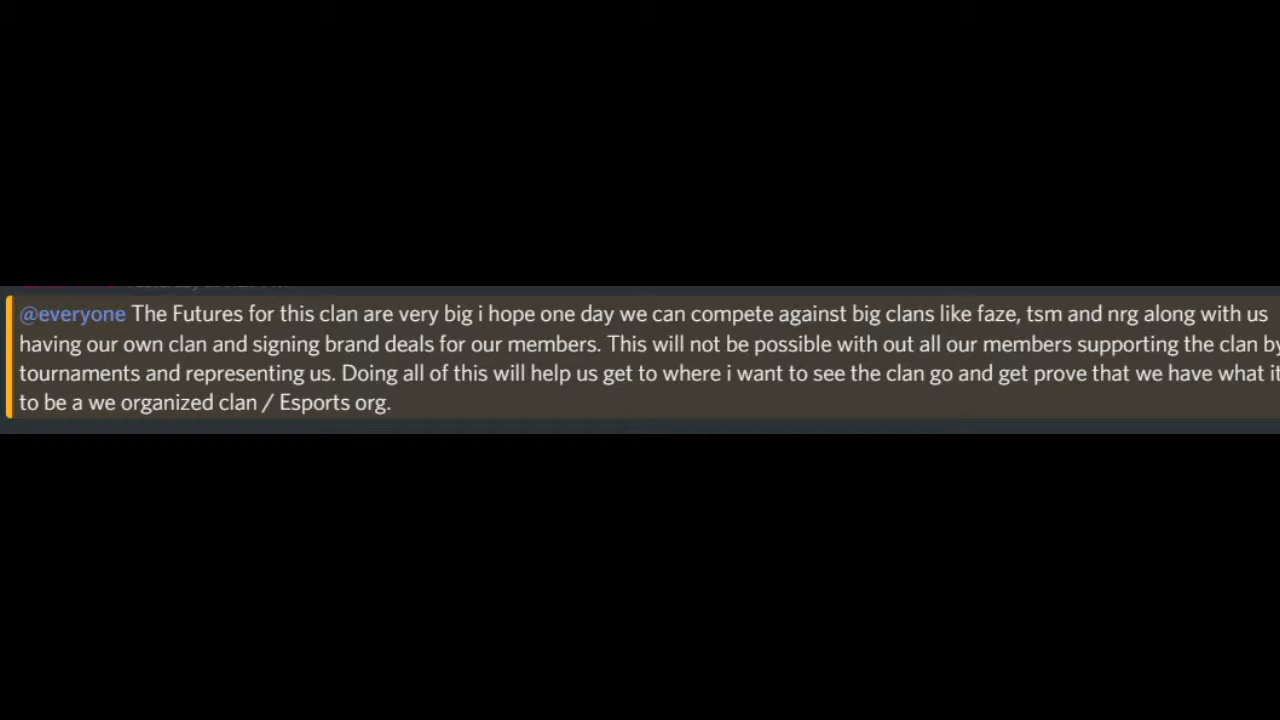 @everyone The Futures for this clan are very big i hope one day we can compete against big clans like faze, tsm and nrg along with us
having our own clan and signing brand deals for our members. This will not be possible with out all our members supporting the clan by
tournaments and representing us. Doing all of this will help us get to where i want to see the clan go and get prove that we have what it
to be a we organized clan / Esports org.